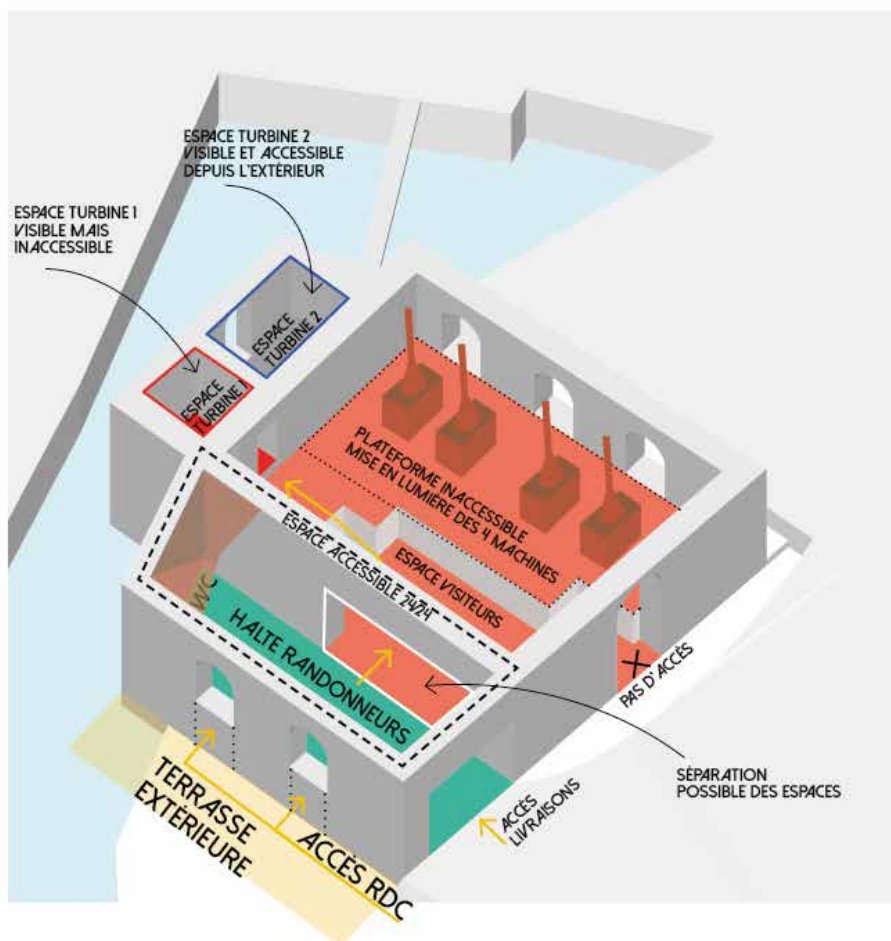 ESPACE TURBINE 2
VISIBLE ET ACCESSIBLE
DEPUIS L'EXTÉRIEUR
ESPACE TURBINE 1
VISIBLE MAIS
INACCESSIBLE
ESPACE
TURBINE 2
ESPACE
TURBINE 1
PLATEFORME INACCESSIBLE
MISE EN LUMIÈRE DES 4 MACHINES
ESPACE ACCESSIBLE 24/24
ESPACE VISITEURS
WC
HALTE RANDONNEURS
PAS D'ACCÈS
SÉPARATION
POSSIBLE DES ESPACES
ACCÈS
LIVRAISONS
TERRASSE
EXTÉRIEURE
ACCÈS RDC